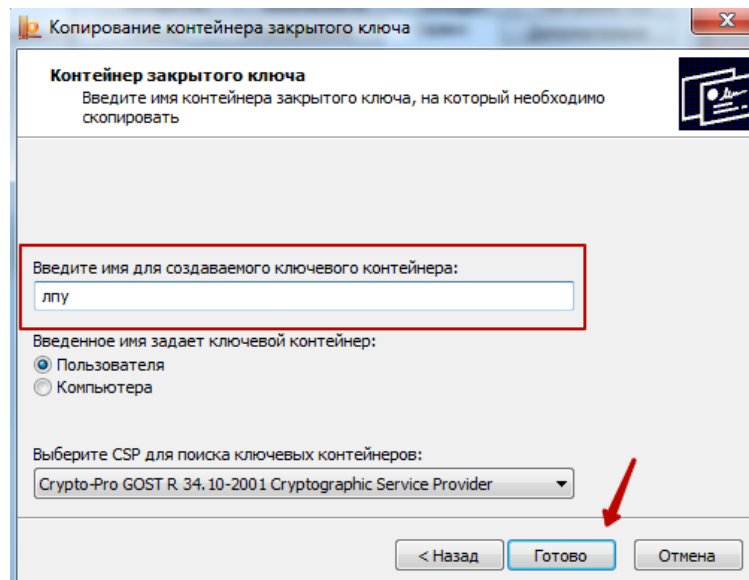 Копирование контейнера закрытого ключа
Контейнер закрытого ключа
Введите имя контейнера закрытого ключа, на который необходимо
скопировать
Введите имя для создаваемого ключевого контейнера:
лпу
Введенное имя задает ключевой контейнер:
Пользователя
Компьютера
Выберите CSP для поиска ключевых контейнеров:
Crypto-Pro GOST R 34.10-2001 Cryptographic Service Provider
< Назад Готово Отмена